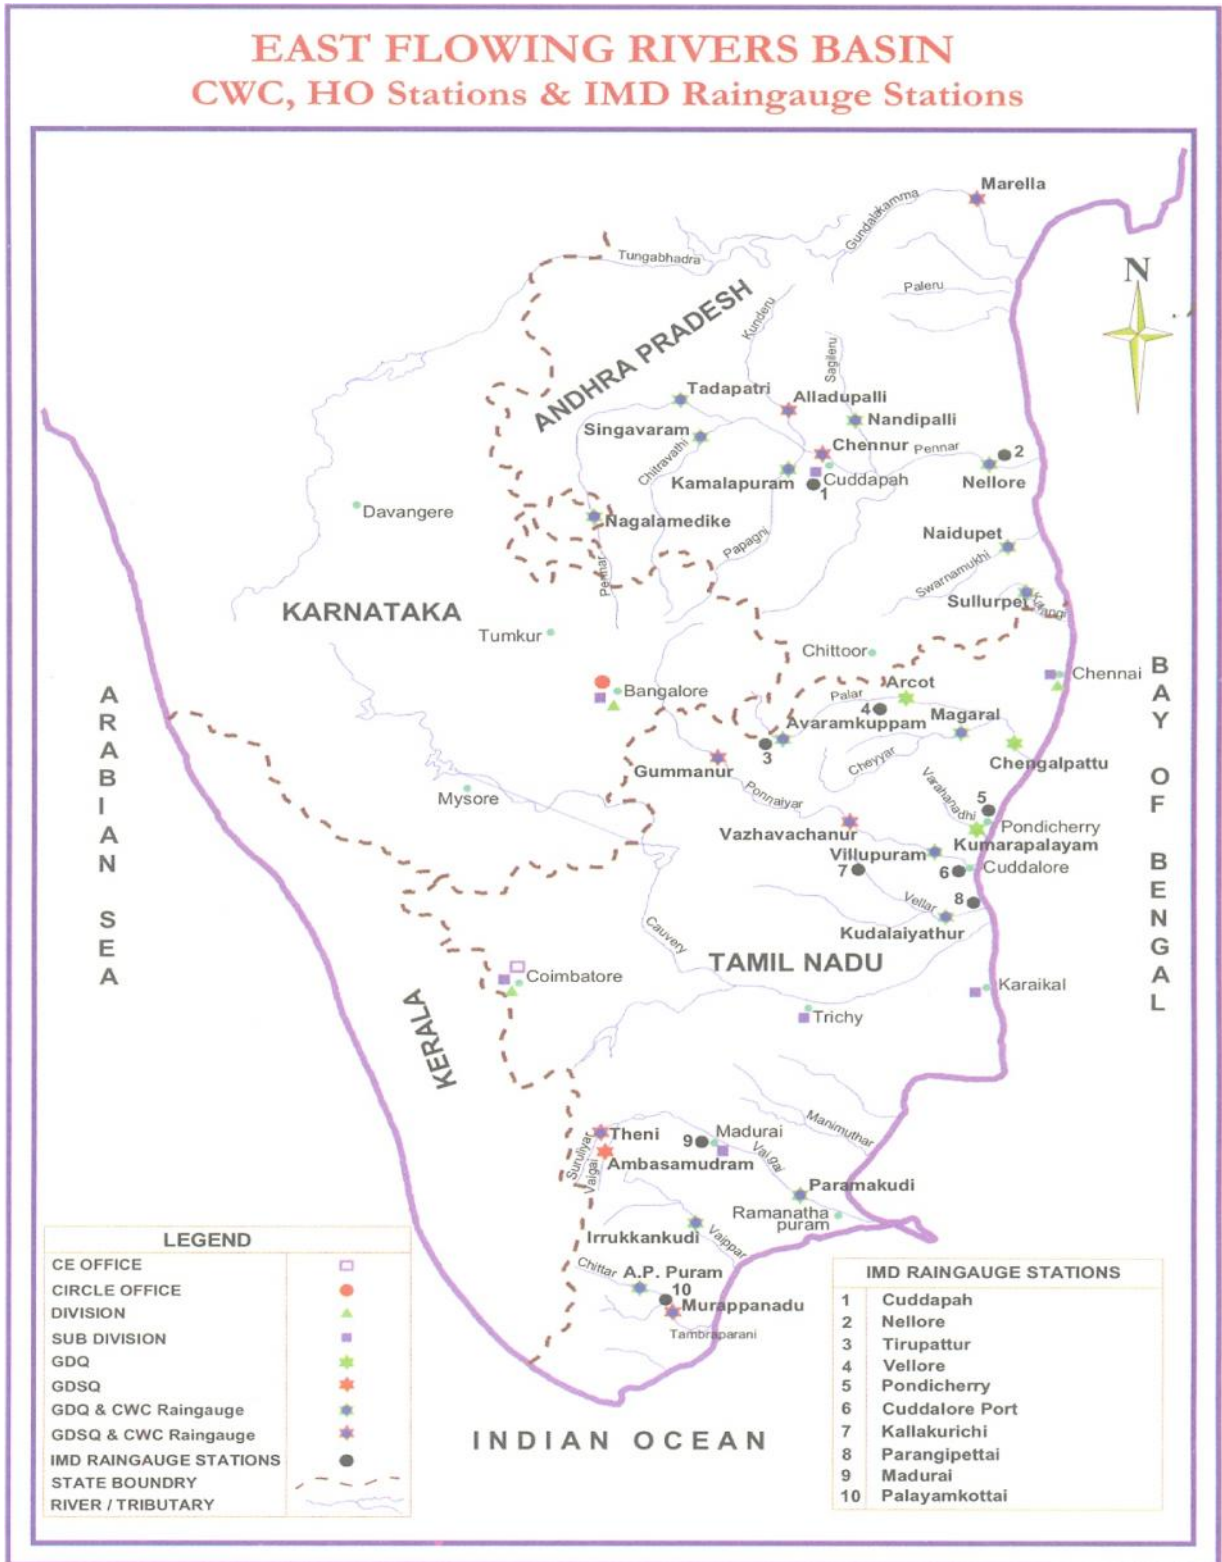 EAST FLOWING RIVERS BASIN
CWC, HO Stations & IMD Raingauge Stations
Marella
Gundalakamma
N
Tungabhadra
Paleru
ANDHRA PRADESH
Kunderu
Sagileru
Tadapatri
Alladupalli
Nandipalli
Singavaram
Chitravathi
Chennur
Pennar
2
Kamalapuram
Cuddapah
1
Nellore
Davangere
Nagalamedike
Naidupet
Papagni
Pennar
Swarnamukhi
Sullurpet
KARNATAKA
Tumkur
Chittoor
Chennai
BAY OF BENGAL
ARABIAN SEA
Bangalore
Arcot
Palar
4
Avaramkuppam
Magaral
3
Gummanur
Cheyyar
Chengalpattu
Mysore
Ponnaiyar
Varahanadhi
5
Pondicherry
Vazhavachanur
Kumarapalayam
Villupuram
7
6
Cuddalore
Vellar
8
Kudalaiyathur
Cauvery
TAMIL NADU
Coimbatore
Karaikal
KERALA
Trichy
Manimuthar
Theni
9
Madurai
Suruliyar
Vaigai
Ambasamudram
Vaigai
Paramakudi
Ramanatha
puram
Irrukkankudi
Vaippar
Chittar
A.P. Puram
10
Murappanadu
Tambraparani
INDIAN OCEAN
LEGEND
CE OFFICE
CIRCLE OFFICE
DIVISION
SUB DIVISION
GDQ
GDSQ
GDQ & CWC Raingauge
GDSQ & CWC Raingauge
IMD RAINGAUGE STATIONS
STATE BOUNDRY
RIVER / TRIBUTARY
IMD RAINGAUGE STATIONS
1 Cuddapah
2 Nellore
3 Tirupattur
4 Vellore
5 Pondicherry
6 Cuddalore Port
7 Kallakurichi
8 Parangipettai
9 Madurai
10 Palayamkottai